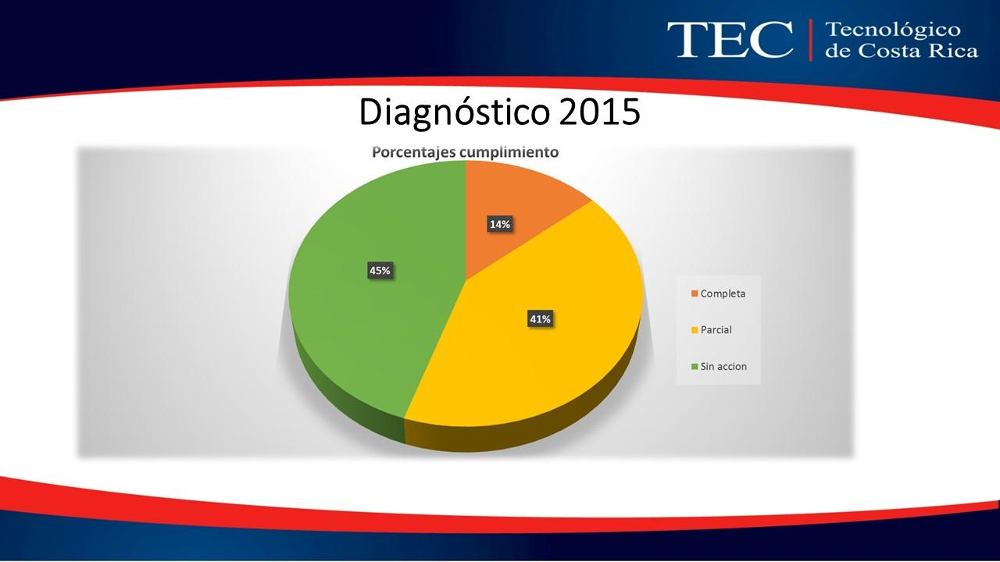 TEC
Tecnológico
de Costa Rica
Diagnóstico 2015
Porcentajes cumplimiento
14%
45%
41%
Completa
Parcial
Sin accion